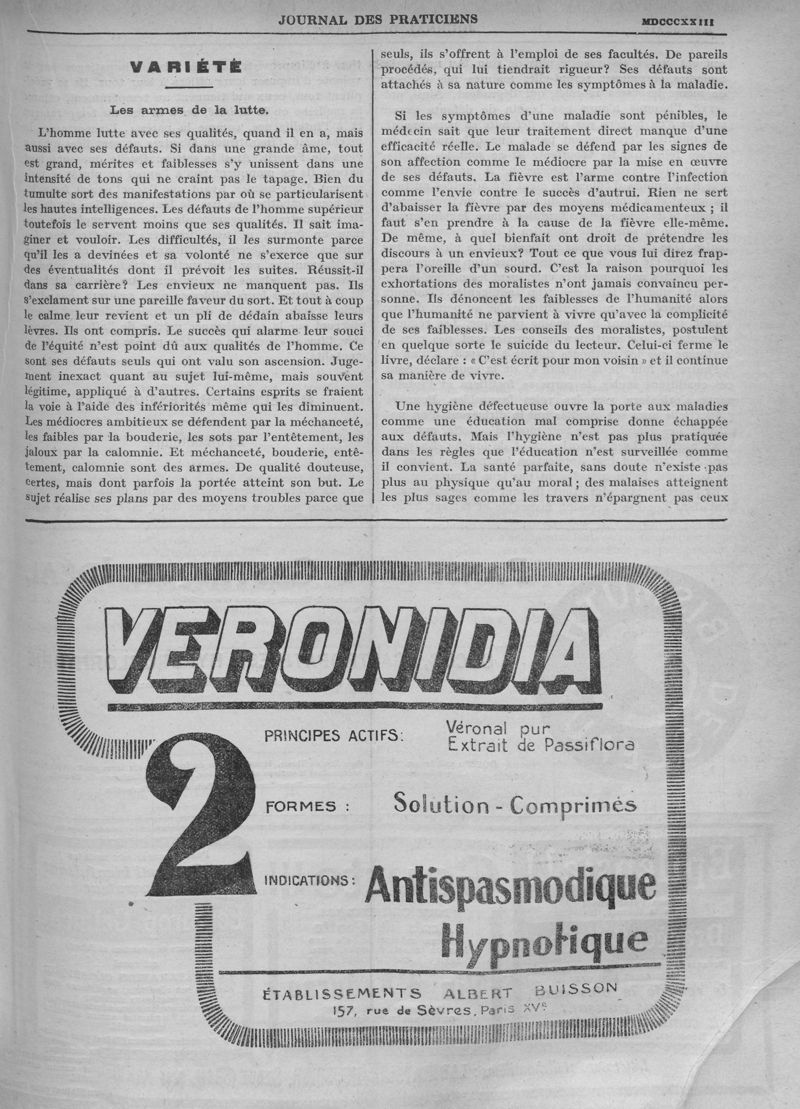 JOURNAL DES PRATICIENS
MDCCCXXIII
VARIÉTÉ
Les armes de la lutte.
L'homme lutte avec ses qualités, quand il en a, mais
aussi avec ses défauts. Si dans une grande âme, tout
est grand, mérites et faiblesses s'y unissent dans une
intensité de tons qui ne craint pas le tapage. Bien du
tumulte sort des manifestations par où se particularisent
les hautes intelligences. Les défauts de l'homme supérieur
toutefois le servent moins que ses qualités. Il sait ima-
giner et vouloir. Les difficultés, il les surmonte parce
qu'il les a devinées et sa volonté ne s'exerce que sur
des éventualités dont il prévoit les suites. Réussit-il
dans sa carrière? Les envieux ne manquent pas. Ils
s'exclament sur une pareille faveur du sort. Et tout à coup
le calme leur revient et un pli de dédain abaisse leurs
lèvres. Ils ont compris. Le succès qui alarme leur souci
de l'équité n'est point dû aux qualités de l'homme. Ce
sont ses défauts seuls qui ont valu son ascension. Juge-
ment inexact quant au sujet lui-même, mais souvent
légitime, appliqué à d'autres. Certains esprits se fraient
la voie à l'aide des infériorités même qui les diminuent.
Les médiocres ambitieux se défendent par la méchanceté,
les faibles par la bouderie, les sots par l'entêtement, les
jaloux par la calomnie. Et méchanceté, bouderie, entê-
tement, calomnie sont des armes. De qualité douteuse,
certes, mais dont parfois la portée atteint son but. Le
sujet réalise ses plans par des moyens troubles parce que
seuls, ils s'offrent à l'emploi de ses facultés. De pareils
procédés, qui lui tiendrait rigueur? Ses défauts sont
attachés à sa nature comme les symptômes à la maladie.
Si les symptômes d'une maladie sont pénibles, le
médecin sait que leur traitement direct manque d'une
efficacité réelle. Le malade se défend par les signes de
son affection comme le médiocre par la mise en œuvre
de ses défauts. La fièvre est l'arme contre l'infection
comme l'envie contre le succès d'autrui. Rien ne sert
d'abaisser la fièvre par des moyens médicamenteux ; il
faut s'en prendre à la cause de la fièvre elle-même.
De même, à quel bienfait ont droit de prétendre les
discours à un envieux? Tout ce que vous lui direz frap-
pera l'oreille d'un sourd. C'est la raison pourquoi les
exhortations des moralistes n'ont jamais convaincu per-
sonne. Ils dénoncent les faiblesses de l'humanité alors
que l'humanité ne parvient à vivre qu'avec la complicité
de ses faiblesses. Les conseils des moralistes, postulent
en quelque sorte le suicide du lecteur. Celui-ci ferme le
livre, déclare : « C'est écrit pour mon voisin » et il continue
sa manière de vivre.
Une hygiène défectueuse ouvre la porte aux maladies
comme une éducation mal comprise donne échappée
aux défauts. Mais l'hygiène n'est pas plus pratiquée
dans les règles que l'éducation n'est surveillée comme
il convient. La santé parfaite, sans doute n'existe pas
plus au physique qu'au moral ; des malaises atteignent
les plus sages comme les travers n'épargnent pas ceux
VERONIDIA
2
PRINCIPES ACTIFS: Véronal pur
Extrait de Passiflora
FORMES : Solution - Comprimés
INDICATIONS: Antispasmodique
Hypnotique
ÉTABLISSEMENTS ALBERT BUISSON
157, rue de Sèvres, Paris XVe